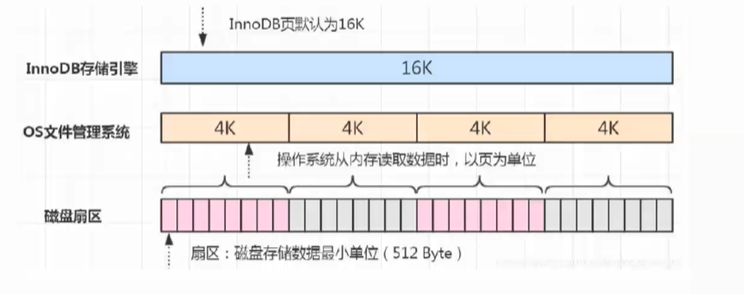 InnoDB页默认为16K
InnoDB存储引擎
16K
OS文件管理系统
4K
4K
4K
4K
操作系统从内存读取数据时，以页为单位
磁盘扇区
扇区：磁盘存储数据最小单位（512 Byte）